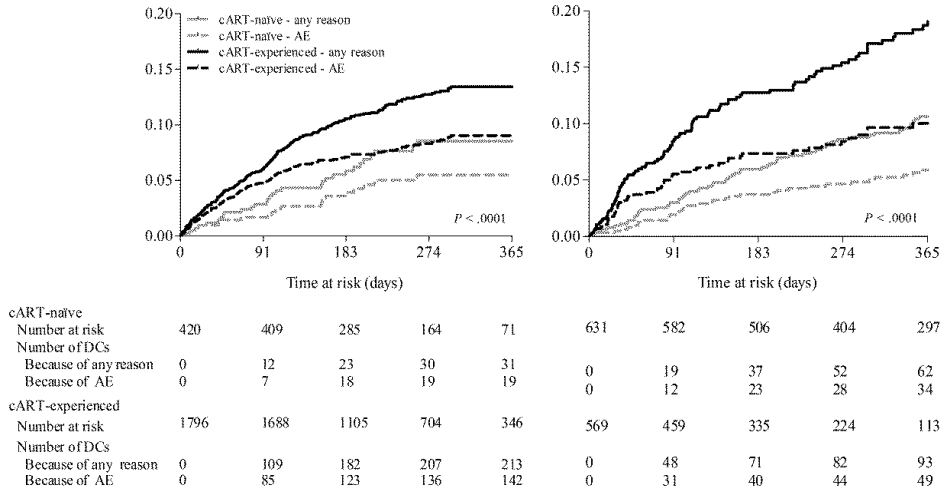 0.20
0.15
0.10
0.05
0.00
cART-naïve - any reason
cART-naïve - AE
cART-experienced - any reason
cART-experienced - AE
P < .0001
0 91 183 274 365
Time at risk (days)
0.20
0.15
0.10
0.05
0.00
P < .0001
0 91 183 274 365
Time at risk (days)
cART-naïve
Number at risk 420 409 285 164 71 631 582 506 404 297
Number of DCs
Because of any reason 0 12 23 30 31 0 19 37 52 62
Because of AE 0 7 18 19 19 0 12 23 28 34
cART-experienced
Number at risk 1796 1688 1105 704 346 569 459 335 224 113
Number of DCs
Because of any reason 0 109 182 207 213 0 48 71 82 93
Because of AE 0 85 123 136 142 0 31 40 44 49